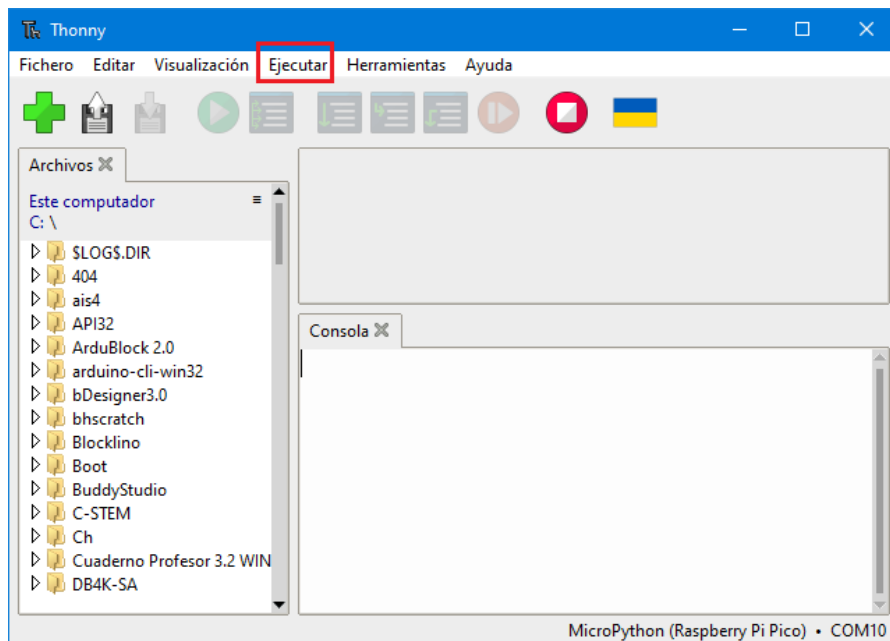 Thonny
Fichero Editar Visualización Ejecutar Herramientas Ayuda
Archivos
Este computador
C: \
$LOG$.DIR
404
ais4
API32
ArduBlock 2.0
arduino-cli-win32
bDesigner3.0
bhscratch
Blocklino
Boot
BuddyStudio
C-STEM
Ch
Cuaderno Profesor 3.2 WIN
DB4K-SA
Consola
MicroPython (Raspberry Pi Pico) • COM10